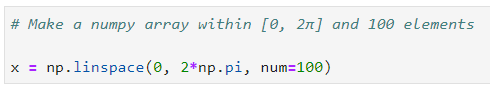 # Make a numpy array within [0, 2π] and 100 elements
x = np.linspace(0, 2*np.pi, num=100)